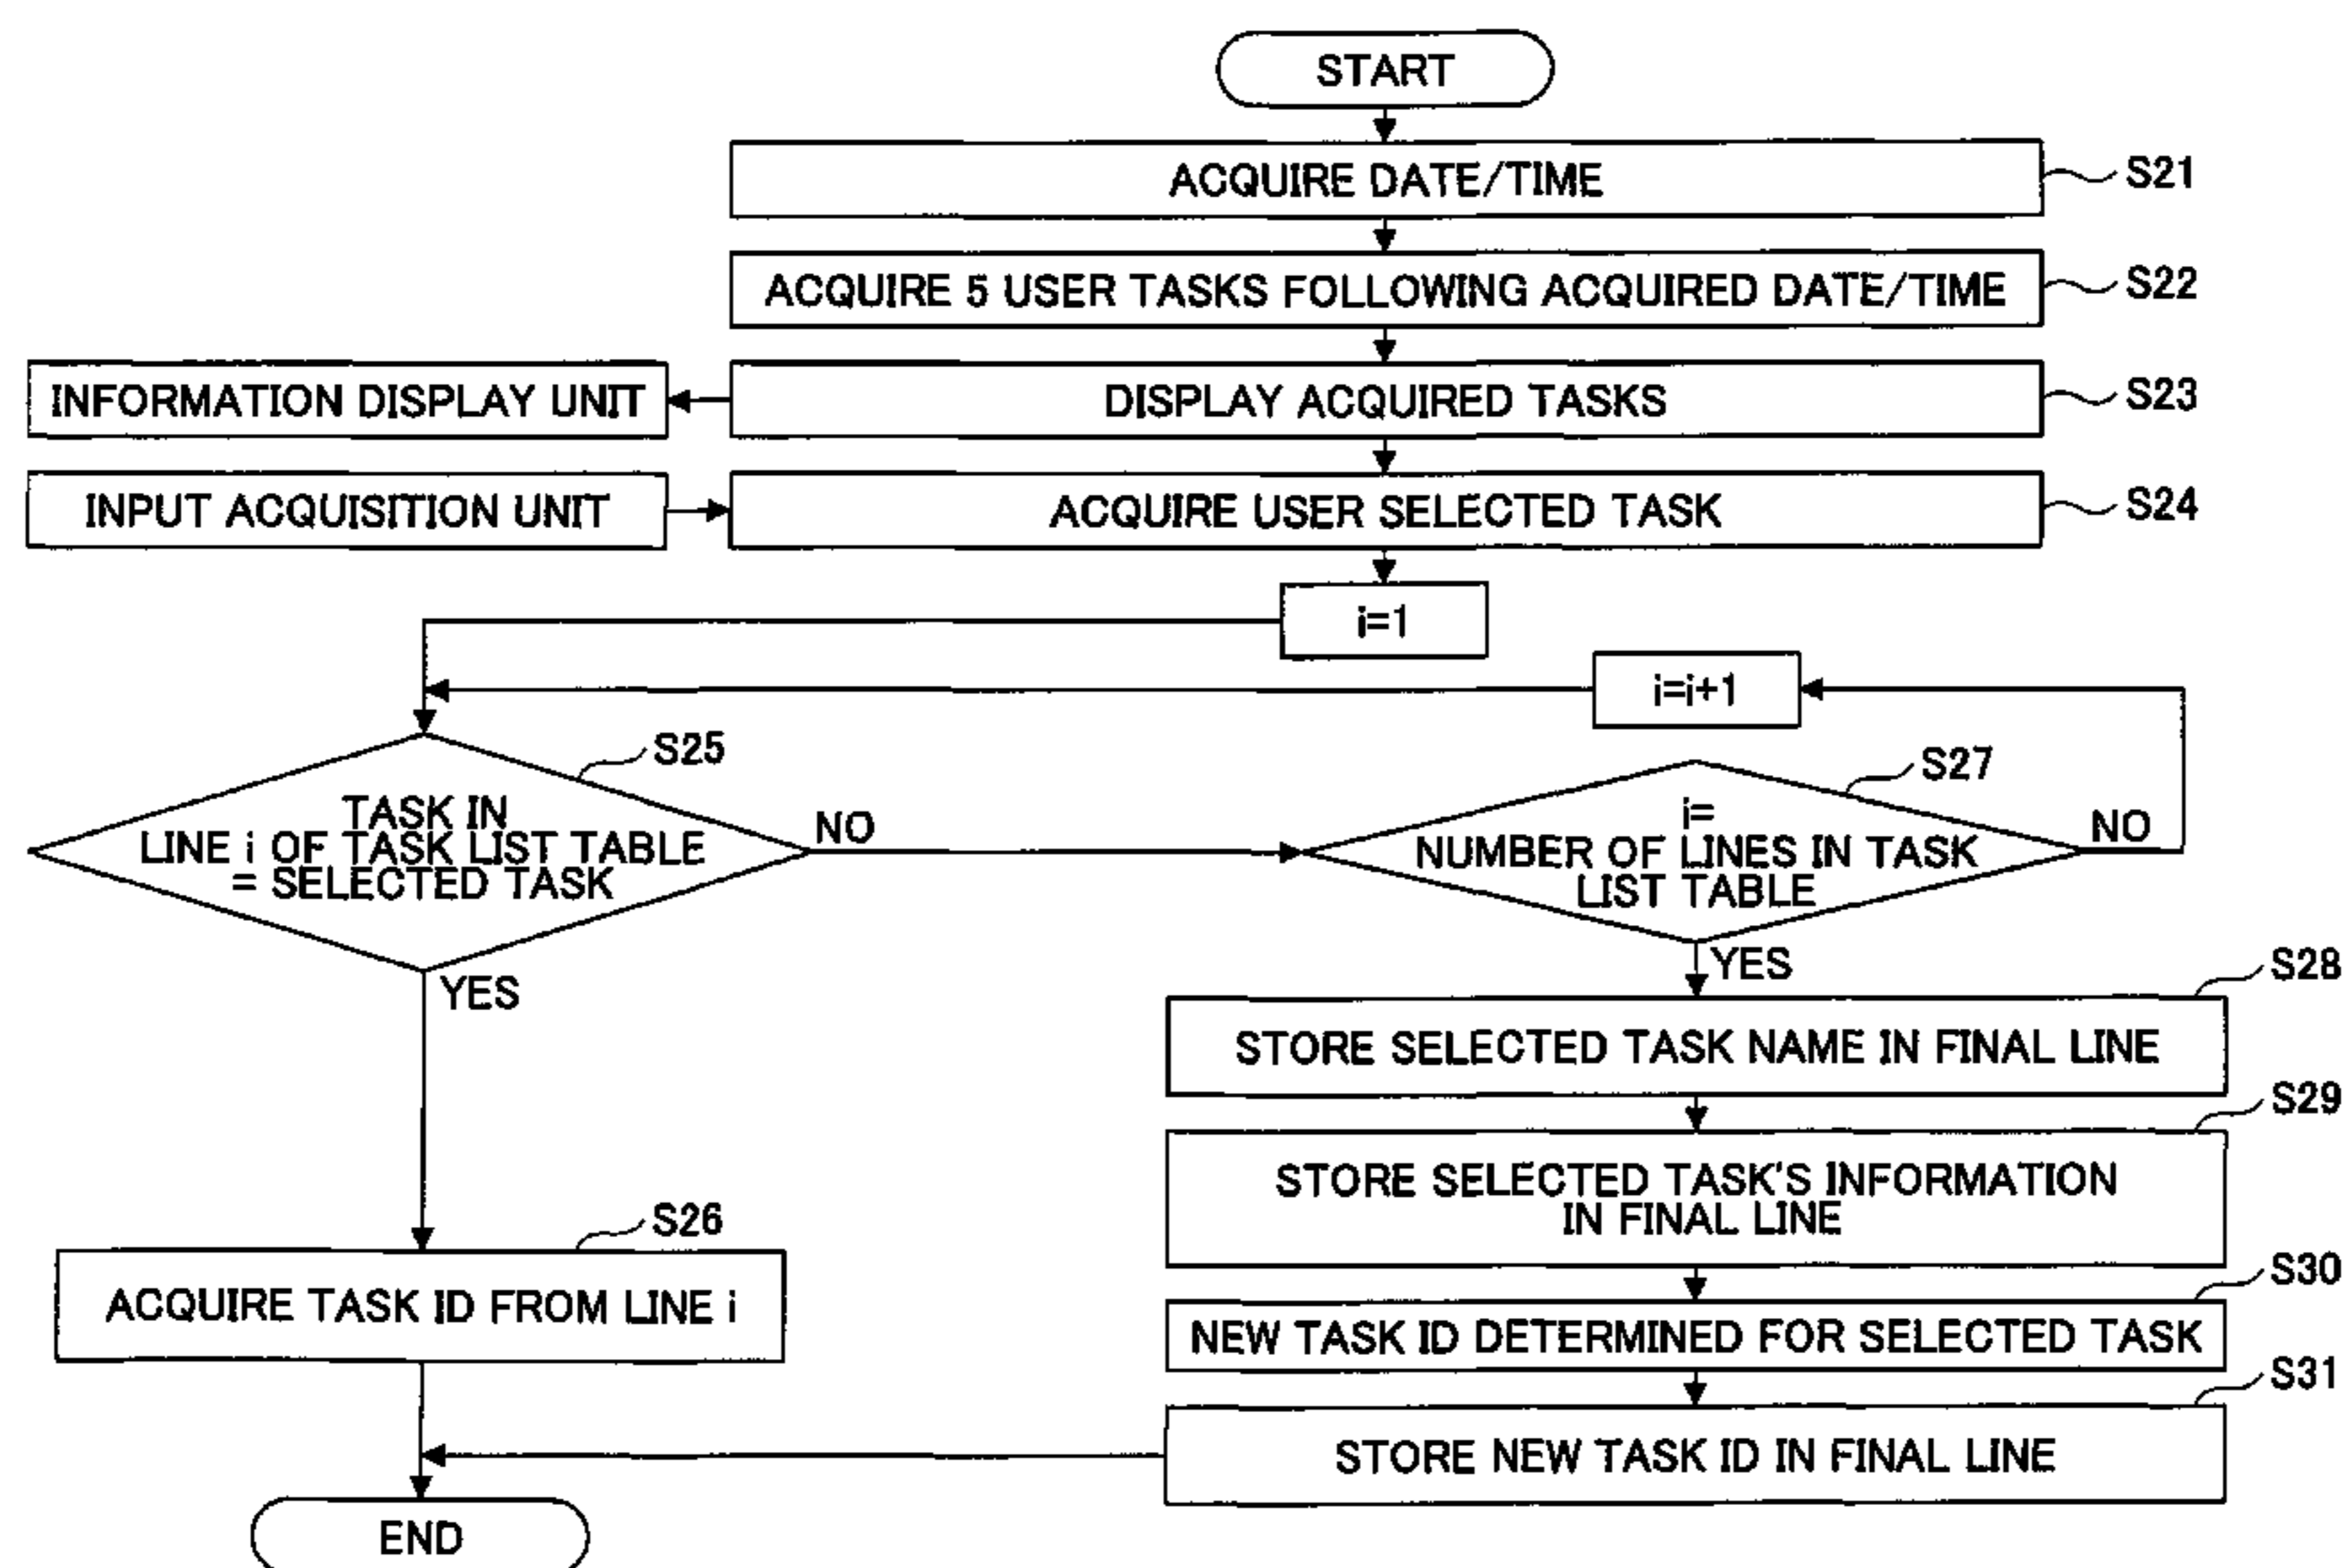 START
ACQUIRE DATE/TIME
S21
ACQUIRE 5 USER TASKS FOLLOWING ACQUIRED DATE/TIME
S22
INFORMATION DISPLAY UNIT
DISPLAY ACQUIRED TASKS
S23
INPUT ACQUISITION UNIT
ACQUIRE USER SELECTED TASK
S24
i=1
i=i+1
S25
TASK IN
LINE i OF TASK LIST TABLE
= SELECTED TASK
NO
YES
S27
i=
NUMBER OF LINES IN TASK
LIST TABLE
NO
YES
S28
STORE SELECTED TASK NAME IN FINAL LINE
S29
STORE SELECTED TASK'S INFORMATION
IN FINAL LINE
S26
ACQUIRE TASK ID FROM LINE i
S30
NEW TASK ID DETERMINED FOR SELECTED TASK
S31
STORE NEW TASK ID IN FINAL LINE
END